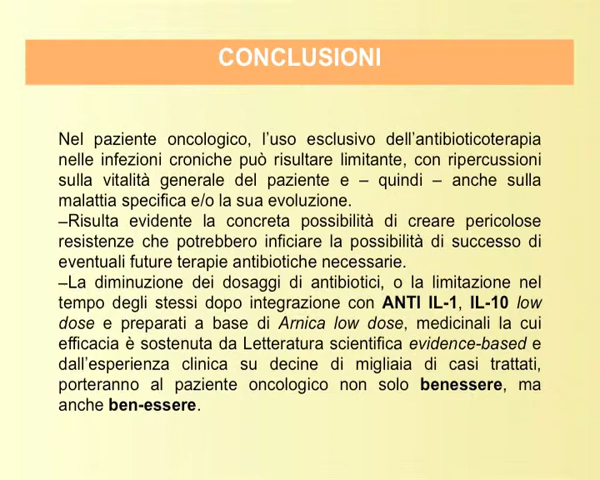 CONCLUSIONI
Nel paziente oncologico, l’uso esclusivo dell’antibioticoterapia
nelle infezioni croniche può risultare limitante, con ripercussioni
sulla vitalità generale del paziente e – quindi – anche sulla
malattia specifica e/o la sua evoluzione.
–Risulta evidente la concreta possibilità di creare pericolose
resistenze che potrebbero inficiare la possibilità di successo di
eventuali future terapie antibiotiche necessarie.
–La diminuzione dei dosaggi di antibiotici, o la limitazione nel
tempo degli stessi dopo integrazione con ANTI IL-1, IL-10 low
dose e preparati a base di Arnica low dose, medicinali la cui
efficacia è sostenuta da Letteratura scientifica evidence-based e
dall’esperienza clinica su decine di migliaia di casi trattati,
porteranno al paziente oncologico non solo benessere, ma
anche ben-essere.